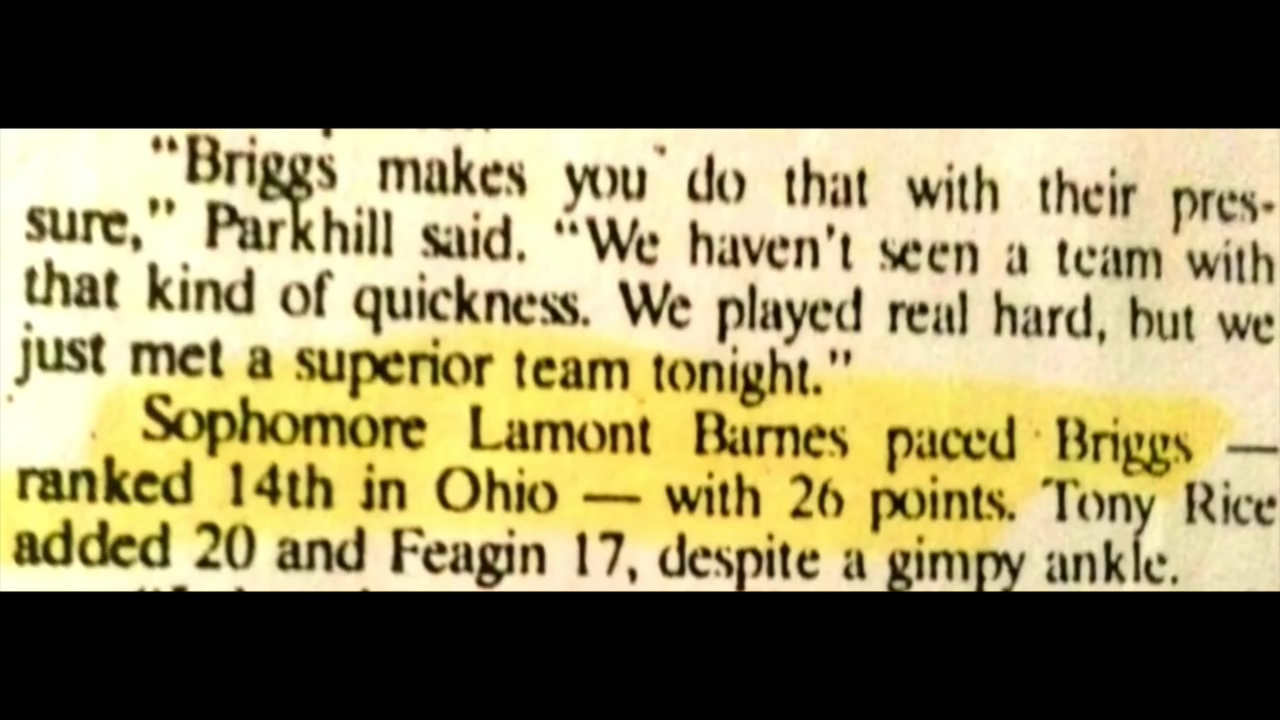 "Briggs makes you do that with their pres-
sure," Parkhill said. "We haven't seen a team with
that kind of quickness. We played real hard, but we
just met a superior team tonight."
Sophomore Lamont Barnes paced Briggs —
ranked 14th in Ohio — with 26 points. Tony Rice
added 20 and Feagin 17, despite a gimpy ankle.